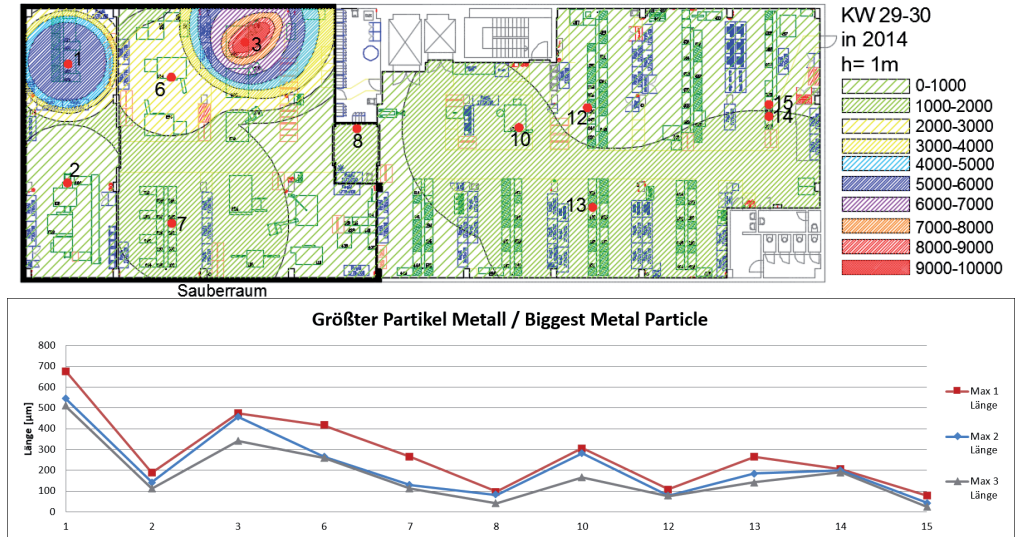 KW 29-30
in 2014
h= 1m
0-1000
1000-2000
2000-3000
3000-4000
4000-5000
5000-6000
6000-7000
7000-8000
8000-9000
9000-10000
1
3
6
2
7
8
10
12
15
14
13
Sauberraum
Größter Partikel Metall / Biggest Metal Particle
Länge [µm]
800
700
600
500
400
300
200
100
0
1 2 3 6 7 8 10 12 13 14 15
Max 1
Länge
Max 2
Länge
Max 3
Länge